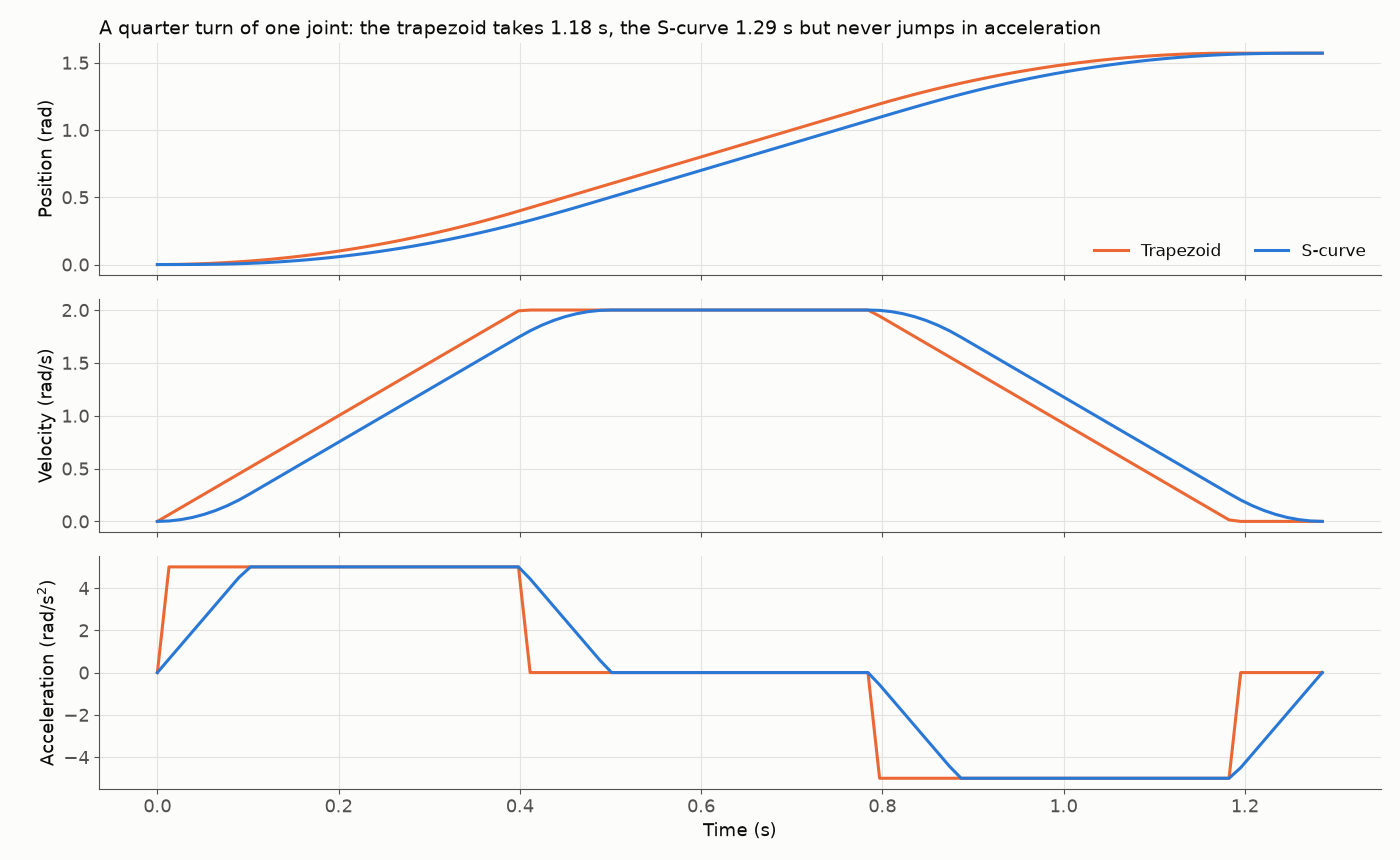 A quarter turn of one joint: the trapezoid takes 1.18 s, the S-curve 1.29 s but never jumps in acceleration
Position (rad)
1.5
1.0
0.5
0.0
Trapezoid
S-curve
Velocity (rad/s)
2.0
1.5
1.0
0.5
0.0
Acceleration (rad/s²)
4
2
0
−2
−4
0.0 0.2 0.4 0.6 0.8 1.0 1.2
Time (s)